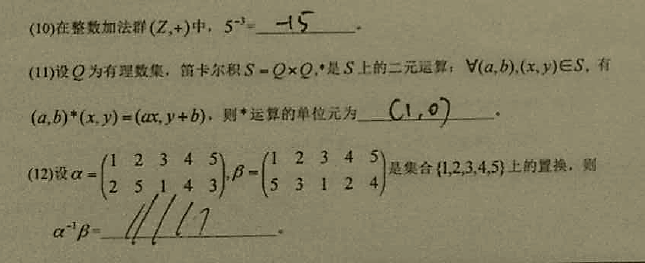 (10)在整数加法群(Z,+)中，5⁻³= -15 。
(11)设Q为有理数集，笛卡尔积S=Q×Q,*是S上的二元运算：∀(a,b),(x,y)∈S，有
(a,b)*(x,y)=(ax,y+b)，则*运算的单位元为 (1,0) 。
(12)设α=(1 2 3 4 5
2 5 1 4 3),β=(1 2 3 4 5
5 3 1 2 4)是集合{1,2,3,4,5}上的置换，则
α⁻¹β= 。